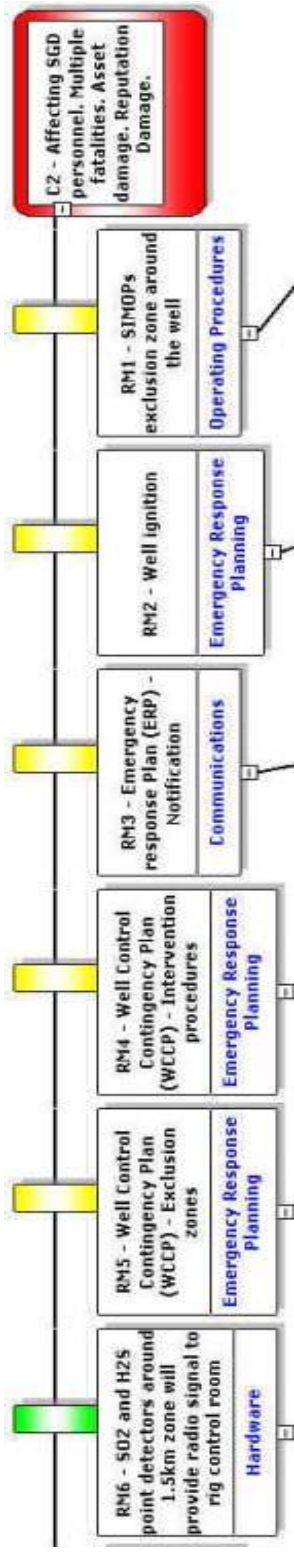 RM6 - SO2 and H2S
point detectors around
1.5km zone will
provide radio signal to
rig control room
Hardware
RM5 - Well Control
Contingency Plan
(WCCP) - Exclusion
zones
Emergency Response
Planning
RM4 - Well Control
Contingency Plan
(WCCP) - Intervention
procedures
Emergency Response
Planning
RM3 - Emergency
response Plan (ERP) -
Notification
Communications
RM2 - Well ignition
Emergency Response
Planning
RM1 - SIMOPs
exclusion zone around
the well
Operating Procedures
C2 - Affecting SGD
personnel. Multiple
fatalities. Asset
damage. Reputation
Damage.